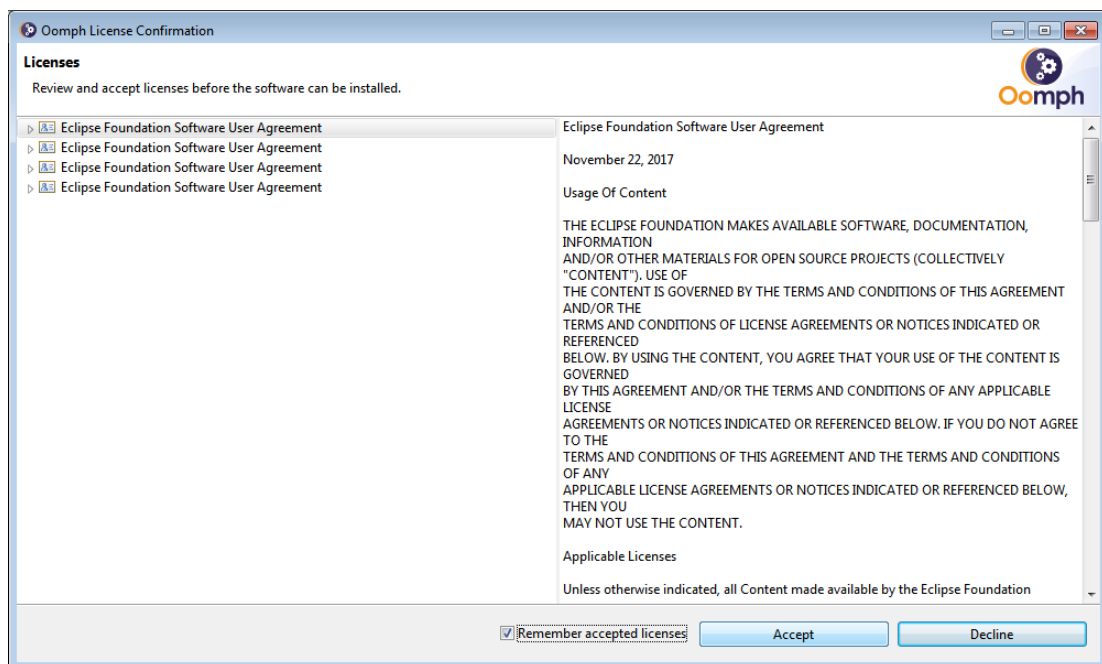 Oomph License Confirmation
Licenses
Review and accept licenses before the software can be installed.
Oomph
Eclipse Foundation Software User Agreement
Eclipse Foundation Software User Agreement
Eclipse Foundation Software User Agreement
Eclipse Foundation Software User Agreement
Eclipse Foundation Software User Agreement
November 22, 2017
Usage Of Content
THE ECLIPSE FOUNDATION MAKES AVAILABLE SOFTWARE, DOCUMENTATION,
INFORMATION
AND/OR OTHER MATERIALS FOR OPEN SOURCE PROJECTS (COLLECTIVELY
"CONTENT"). USE OF
THE CONTENT IS GOVERNED BY THE TERMS AND CONDITIONS OF THIS AGREEMENT
AND/OR THE
TERMS AND CONDITIONS OF LICENSE AGREEMENTS OR NOTICES INDICATED OR
REFERENCED
BELOW. BY USING THE CONTENT, YOU AGREE THAT YOUR USE OF THE CONTENT IS
GOVERNED
BY THIS AGREEMENT AND/OR THE TERMS AND CONDITIONS OF ANY APPLICABLE
LICENSE
AGREEMENTS OR NOTICES INDICATED OR REFERENCED BELOW. IF YOU DO NOT AGREE
TO THE
TERMS AND CONDITIONS OF THIS AGREEMENT AND THE TERMS AND CONDITIONS
OF ANY
APPLICABLE LICENSE AGREEMENTS OR NOTICES INDICATED OR REFERENCED BELOW,
THEN YOU
MAY NOT USE THE CONTENT.
Applicable Licenses
Unless otherwise indicated, all Content made available by the Eclipse Foundation
Remember accepted licenses
Accept
Decline